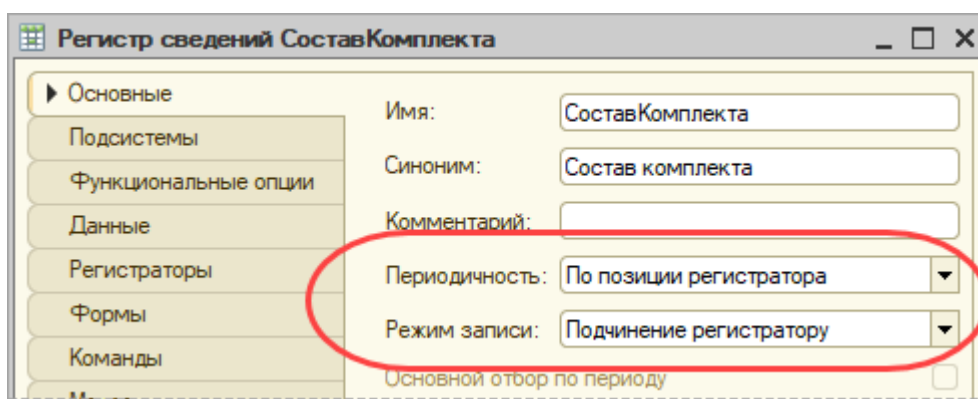 Регистр сведений СоставКомплекта
Основные
Подсистемы
Функциональные опции
Данные
Регистраторы
Формы
Команды
Имя: СоставКомплекта
Синоним: Состав комплекта
Комментарий:
Периодичность: По позиции регистратора
Режим записи: Подчинение регистратору
Основной отбор по периоду